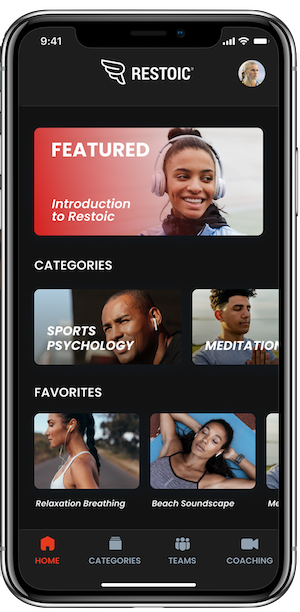 9:41
RESTOIC
FEATURED
Introduction
to Restoic
CATEGORIES
SPORTS
PSYCHOLOGY
MEDITATION
FAVORITES
Relaxation Breathing
Beach Soundscape
Me
HOME
CATEGORIES
TEAMS
COACHING